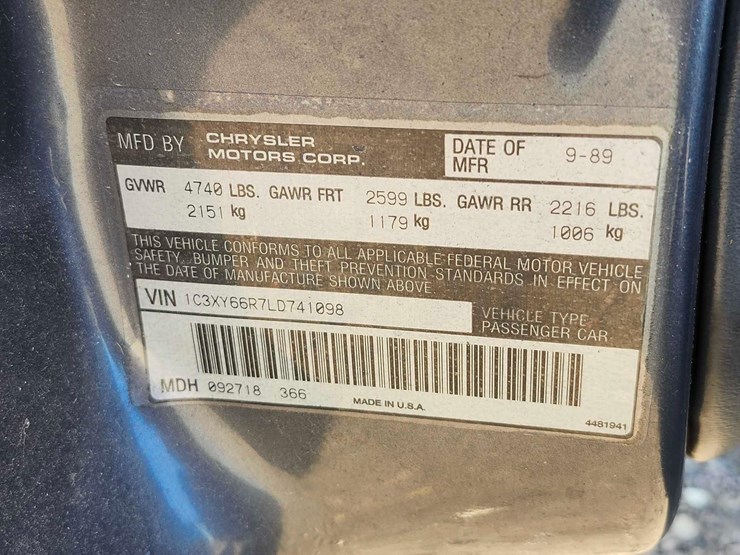 MFD BY CHRYSLER MOTORS CORP.
DATE OF MFR 9-89
GVWR 4740 LBS. GAWR FRT 2599 LBS. GAWR RR 2216 LBS.
2151 kg 1179 kg 1006 kg
THIS VEHICLE CONFORMS TO ALL APPLICABLE FEDERAL MOTOR VEHICLE
SAFETY, BUMPER AND THEFT PREVENTION STANDARDS IN EFFECT ON
THE DATE OF MANUFACTURE SHOWN ABOVE
VIN 1C3XY66R7LD741098
VEHICLE TYPE
PASSENGER CAR
MDH 092718 366
MADE IN U.S.A.
4481941